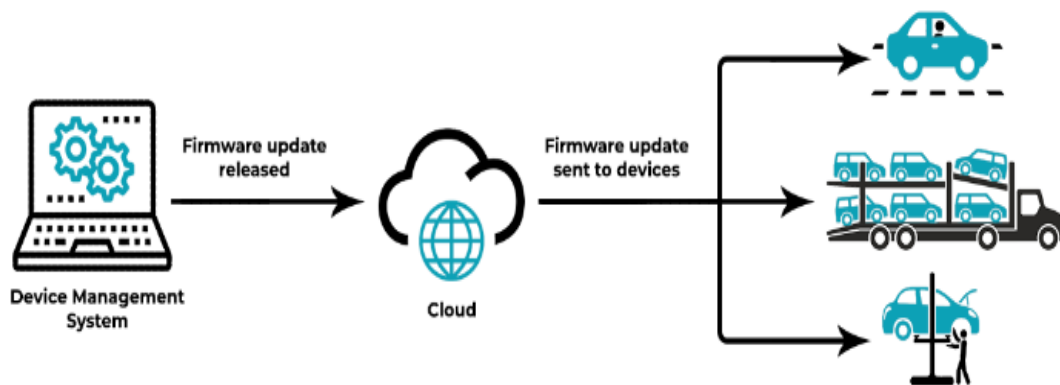 Firmware update
released
Firmware update
sent to devices
Device Management
System
Cloud